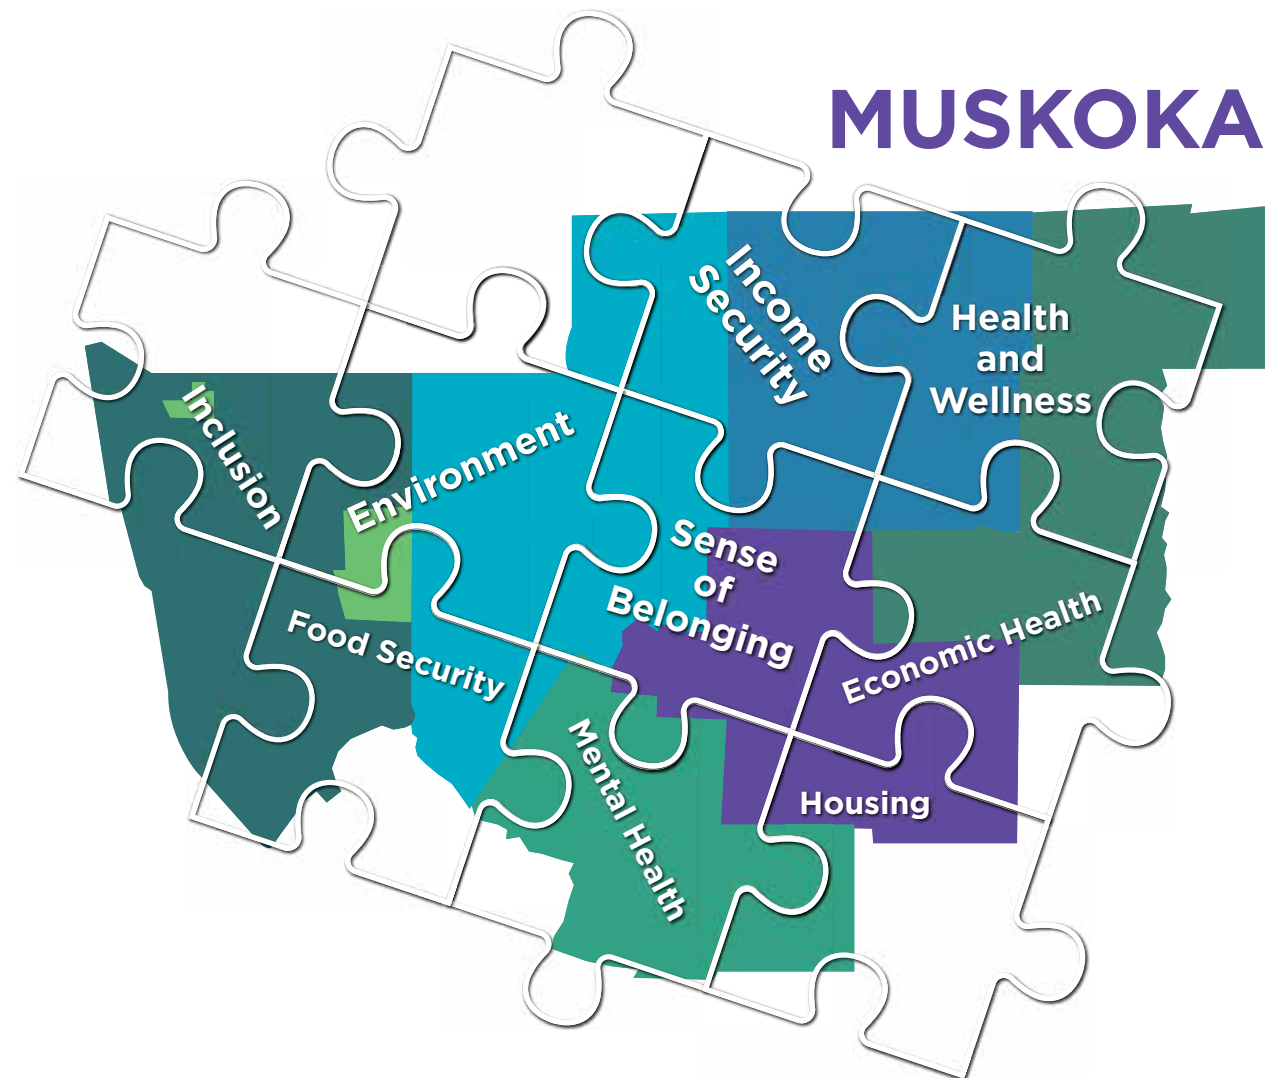 MUSKOKA
Income
Security
Health
and
Wellness
Inclusion
Environment
Sense
of
Belonging
Food Security
Economic Health
Mental Health
Housing